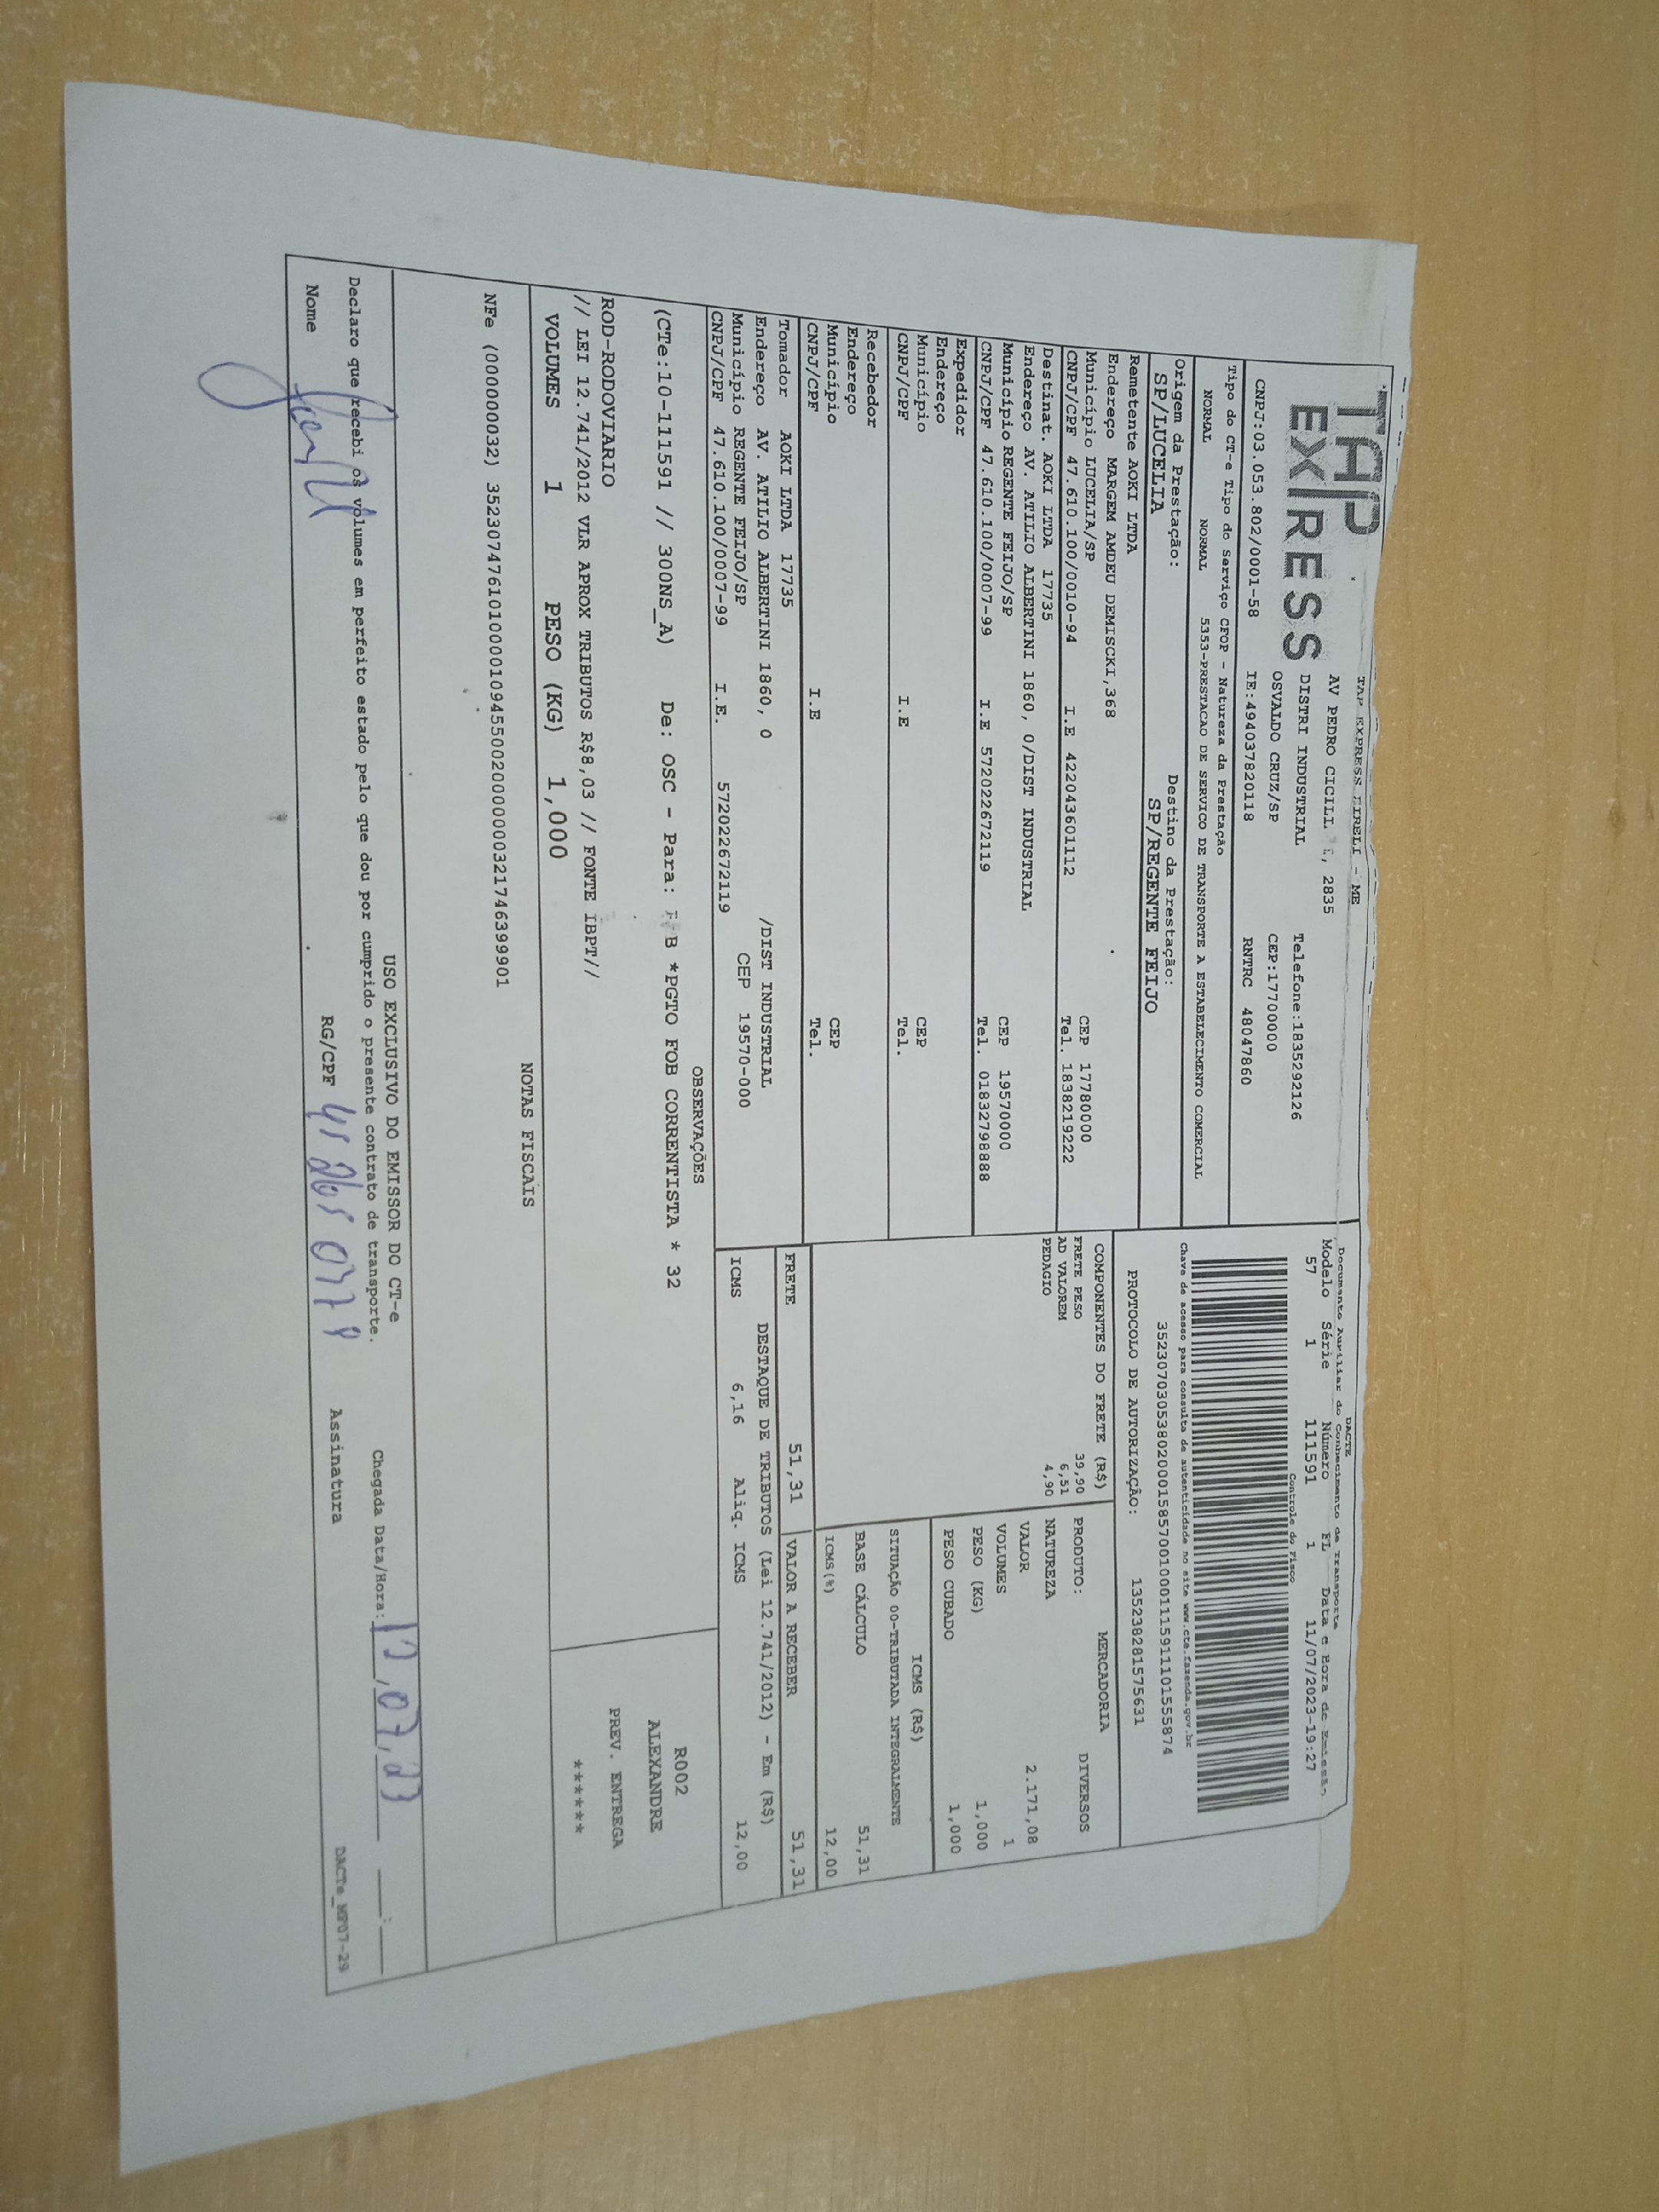 TAP EXPRESS
TAP EXPRESS EIRELI - ME
AV PEDRO CICILL , 2835
DISTRI INDUSTRIAL Telefone:1835292126
OSVALDO CRUZ/SP CEP:17700000
CNPJ:03.053.802/0001-58 IE:494037820118 RNTRC 48047860
DACTE
Documento Auxiliar do Conhecimento de Transporte
Modelo Série Número FL Data e Hora de Emissão
57 1 111591 1 11/07/2023-19:27
Controle do Fisco
Chave de acesso para consulta de autenticidade no site www.cte.fazenda.gov.br
35230703053802000158570010001115911101555874
PROTOCOLO DE AUTORIZAÇÃO: 135238281575631
Tipo do CT-e Tipo do Serviço CFOP - Natureza da Prestação
NORMAL NORMAL 5353-PRESTACAO DE SERVICO DE TRANSPORTE A ESTABELECIMENTO COMERCIAL
Origem da Prestação: Destino da Prestação:
SP/LUCELIA SP/REGENTE FEIJO
Remetente AOKI LTDA
Endereço MARGEM AMDEU DEMISCKI,368
Município LUCELIA/SP CEP 17780000
CNPJ/CPF 47.610.100/0010-94 I.E 422043601112 Tel. 1838219222
Destinat. AOKI LTDA 17735
Endereço AV. ATILIO ALBERTINI 1860, 0/DIST INDUSTRIAL
Município REGENTE FEIJO/SP CEP 19570000
CNPJ/CPF 47.610.100/0007-99 I.E 572022672119 Tel. 01832798888
Expedidor
Endereço
Município CEP
CNPJ/CPF I.E Tel.
Recebedor
Endereço
Município CEP
CNPJ/CPF I.E Tel.
Tomador AOKI LTDA 17735
Endereço AV. ATILIO ALBERTINI 1860, 0 /DIST INDUSTRIAL
Município REGENTE FEIJO/SP CEP 19570-000
CNPJ/CPF 47.610.100/0007-99 I.E. 572022672119
COMPONENTES DO FRETE (R$)
FRETE PESO 39,90
AD VALOREM 6,51
PEDAGIO 4,90
MERCADORIA
PRODUTO: DIVERSOS
NATUREZA
VALOR 2.171,08
VOLUMES 1
PESO (KG) 1,000
PESO CUBADO 1,000
ICMS (R$)
SITUAÇÃO 00-TRIBUTADA INTEGRALMENTE
BASE CÁLCULO 51,31
ICMS(%) 12,00
FRETE 51,31 VALOR A RECEBER 51,31
DESTAQUE DE TRIBUTOS (Lei 12.741/2012) - Em (R$)
ICMS 6,16 Aliq. ICMS 12,00
OBSERVAÇÕES
(CTe:10-111591 // 300NS_A) De: OSC - Para: B *PGTO FOB CORRENTISTA * 32
ROD-RODOVIARIO
// LEI 12.741/2012 VLR APROX TRIBUTOS R$8,03 // FONTE IBPT//
R002
ALEXANDRE
PREV. ENTREGA
******
VOLUMES 1 PESO (KG) 1,000
NOTAS FISCAIS
NFe (000000032) 35230747610100001094550020000000321746399901
USO EXCLUSIVO DO EMISSOR DO CT-e
Declaro que recebi os volumes em perfeito estado pelo que dou por cumprido o presente contrato de transporte.
Chegada Data/Hora: 12,07,23 :
Nome RG/CPF Assinatura
DACTe_MF07-29